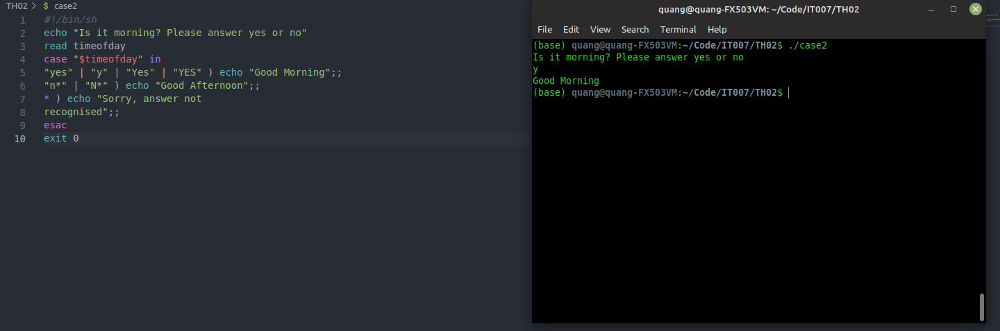 TH02 > $ case2
1 #!/bin/sh
2 echo "Is it morning? Please answer yes or no"
3 read timeofday
4 case "$timeofday" in
5 "yes" | "y" | "Yes" | "YES" ) echo "Good Morning";;
6 "n*" | "N*" ) echo "Good Afternoon";;
7 * ) echo "Sorry, answer not
8 recognised";;
9 esac
10 exit 0
quang@quang-FX503VM: ~/Code/IT007/TH02
File Edit View Search Terminal Help
(base) quang@quang-FX503VM:~/Code/IT007/TH02$ ./case2
Is it morning? Please answer yes or no
y
Good Morning
(base) quang@quang-FX503VM:~/Code/IT007/TH02$